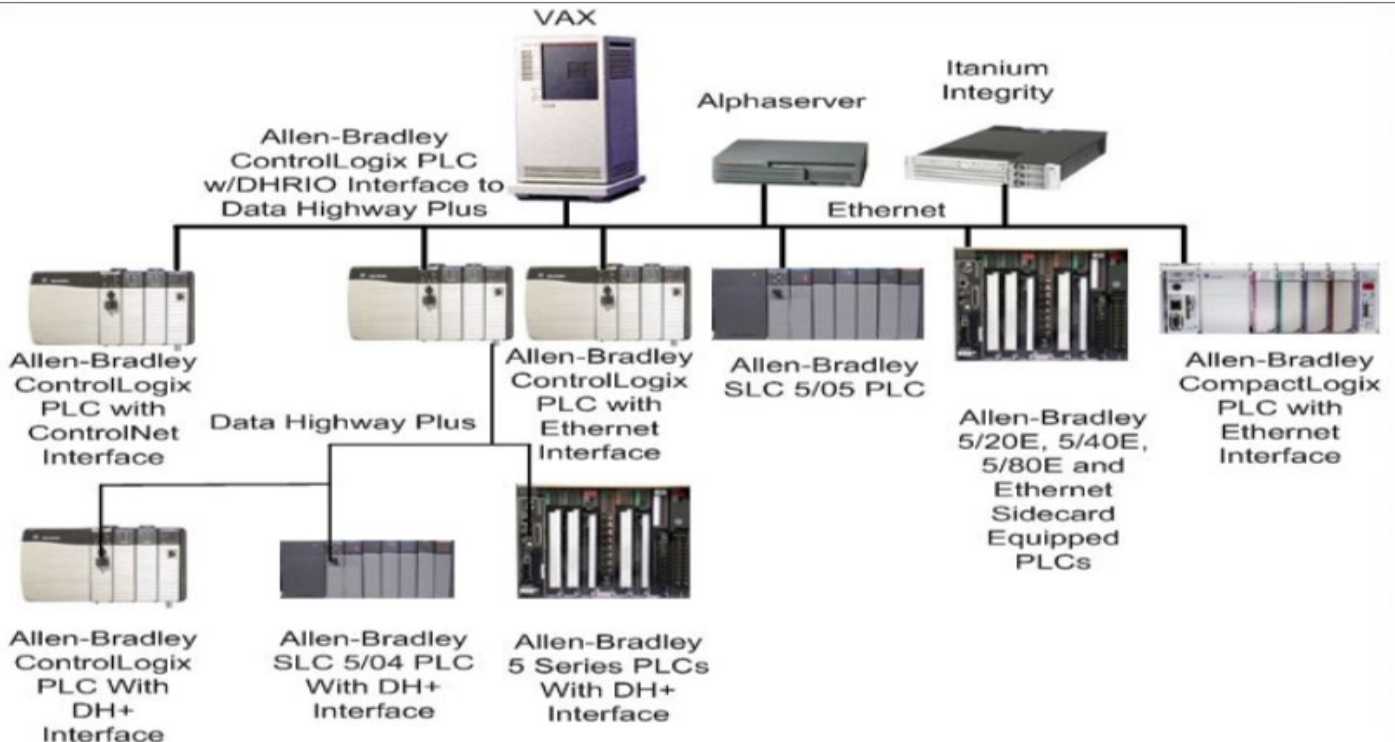 VAX
Alphaserver
Itanium
Integrity
Allen-Bradley
ControlLogix PLC
w/DHRIO Interface to
Data Highway Plus
Ethernet
Allen-Bradley
ControlLogix
PLC with
ControlNet
Interface
Data Highway Plus
Allen-Bradley
ControlLogix
PLC with
Ethernet
Interface
Allen-Bradley
SLC 5/05 PLC
Allen-Bradley
5/20E, 5/40E,
5/80E and
Ethernet
Sidecard
Equipped
PLCs
Allen-Bradley
CompactLogix
PLC with
Ethernet
Interface
Allen-Bradley
ControlLogix
PLC With
DH+
Interface
Allen-Bradley
SLC 5/04 PLC
With DH+
Interface
Allen-Bradley
5 Series PLCs
With DH+
Interface